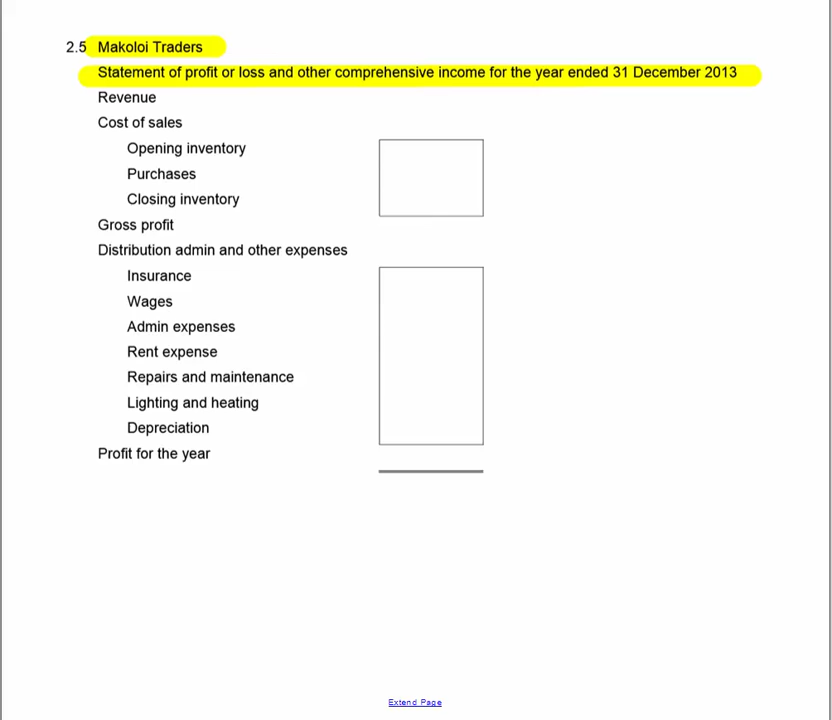 2.5 Makoloi Traders
Statement of profit or loss and other comprehensive income for the year ended 31 December 2013
Revenue
Cost of sales
Opening inventory
Purchases
Closing inventory
Gross profit
Distribution admin and other expenses
Insurance
Wages
Admin expenses
Rent expense
Repairs and maintenance
Lighting and heating
Depreciation
Profit for the year
Extend Page